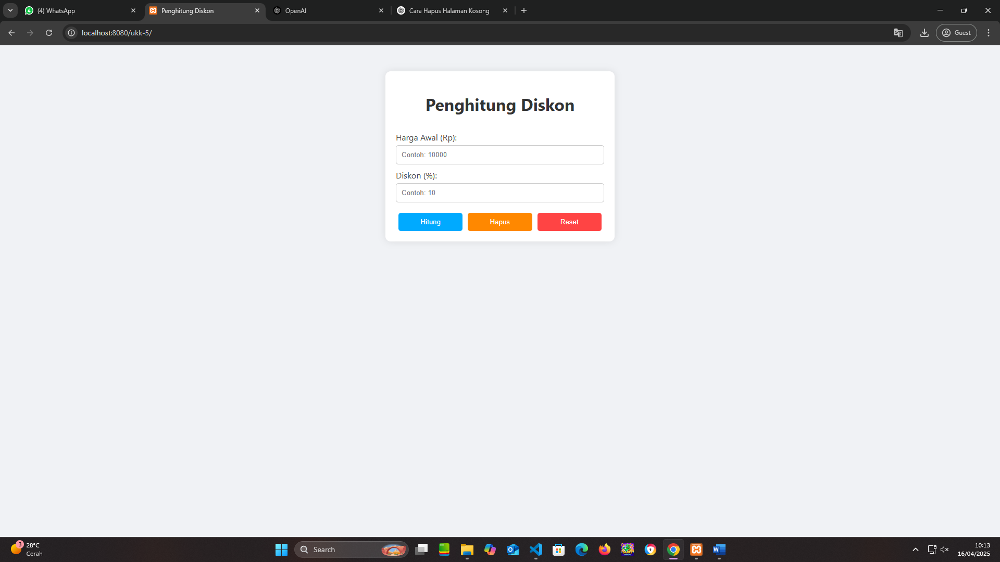 (4) WhatsApp
Penghitung Diskon
OpenAI
Cara Hapus Halaman Kosong
localhost:8080/ukk-5/
Guest
Penghitung Diskon
Harga Awal (Rp):
Contoh: 10000
Diskon (%):
Contoh: 10
Hitung
Hapus
Reset
3
28°C
Cerah
Search
10:13
16/04/2025